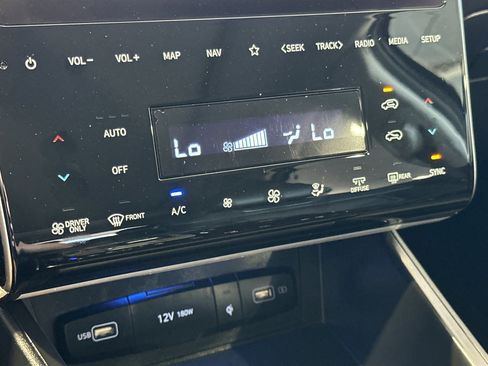 VOL− VOL+ MAP NAV ☆ <SEEK TRACK> RADIO MEDIA SETUP
AUTO
Lo Lo
OFF
DRIVER ONLY FRONT A/C DIFFUSE REAR SYNC
USB 12V 180W